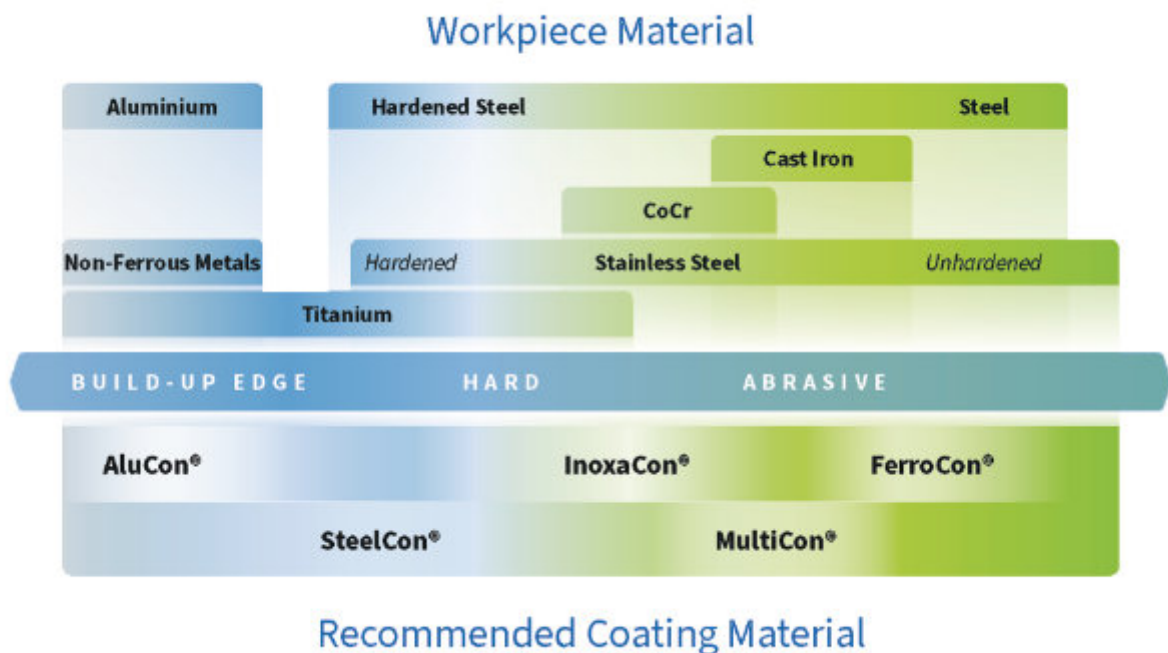 Workpiece Material
Aluminium Hardened Steel Steel
Cast Iron
CoCr
Non-Ferrous Metals Hardened Stainless Steel Unhardened
Titanium
BUILD-UP EDGE HARD ABRASIVE
AluCon® InoxaCon® FerroCon®
SteelCon® MultiCon®
Recommended Coating Material